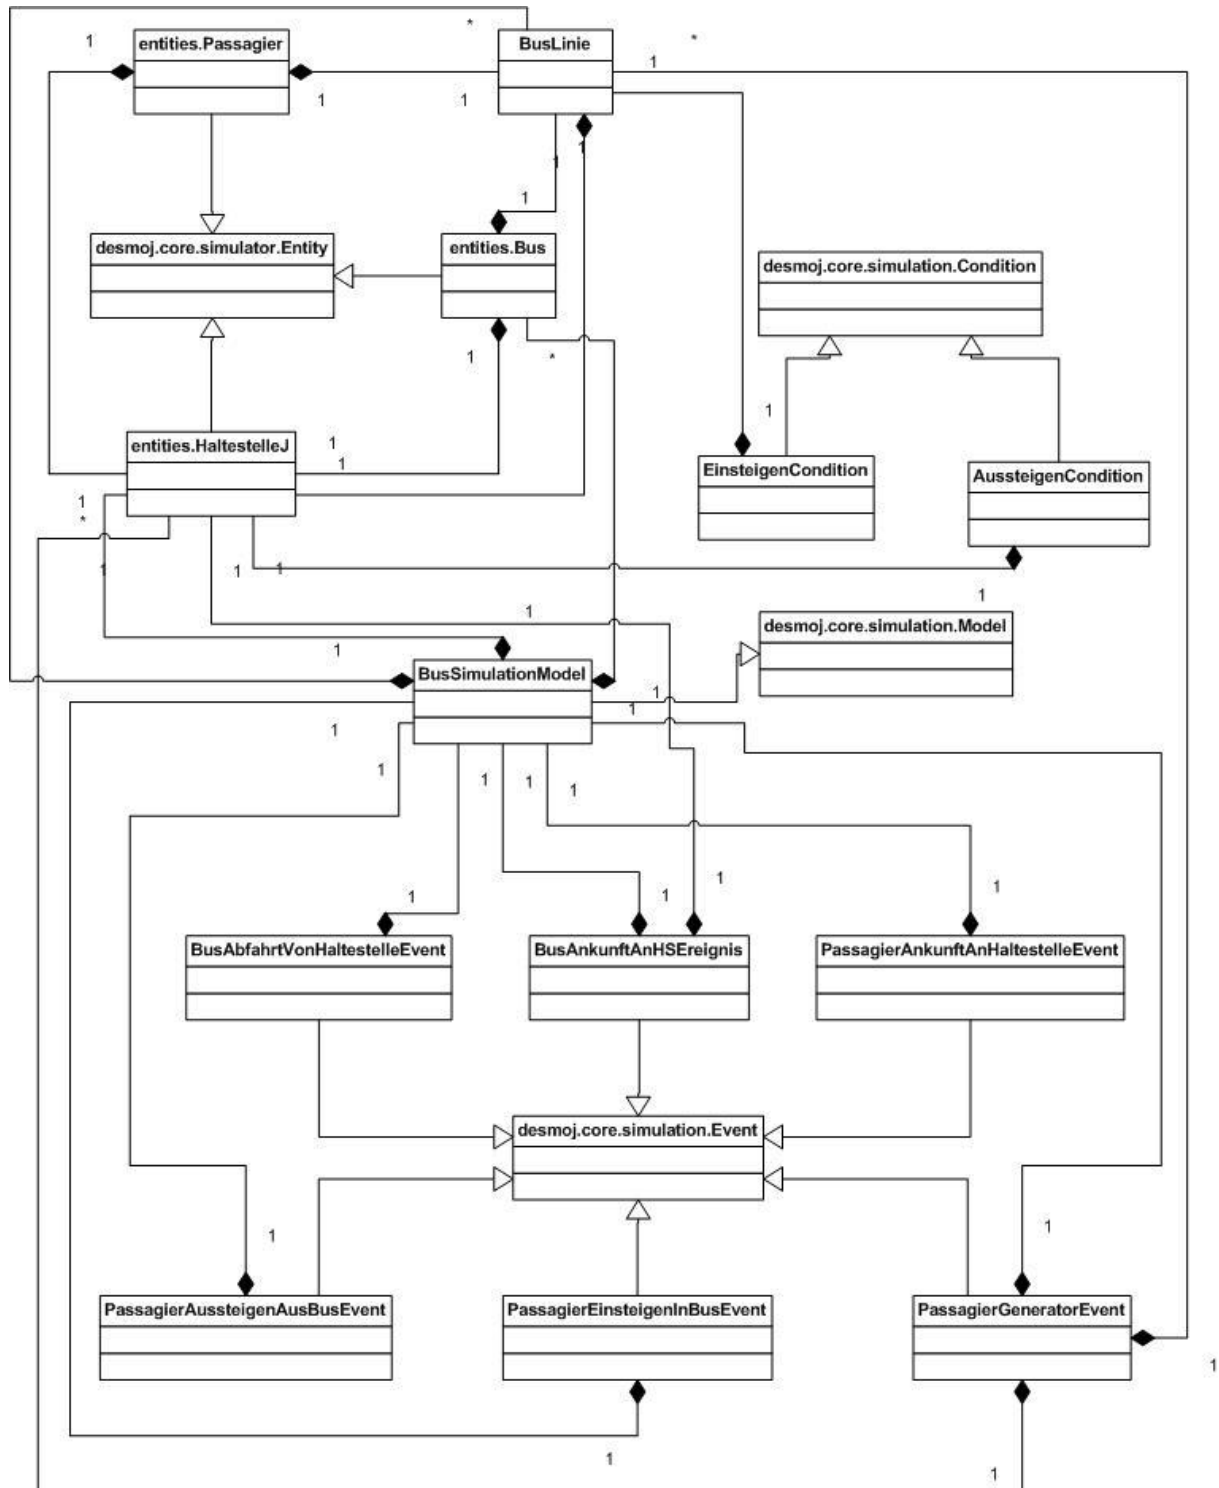 *
*
1
entities.Passagier
BusLinie
1
1
1
1
1
1
desmoj.core.simulator.Entity
entities.Bus
desmoj.core.simulation.Condition
1
*
1
entities.HaltestelleJ
1
1
EinsteigenCondition
AussteigenCondition
1
*
1
1
1
1
1
desmoj.core.simulation.Model
1
BusSimulationModel
1
1
1
1
1
1
1
1
1
1
1
BusAbfahrtVonHaltestelleEvent
BusAnkunftAnHSEreignis
PassagierAnkunftAnHaltestelleEvent
desmoj.core.simulation.Event
1
1
PassagierAussteigenAusBusEvent
PassagierEinsteigenInBusEvent
PassagierGeneratorEvent
1
1
1